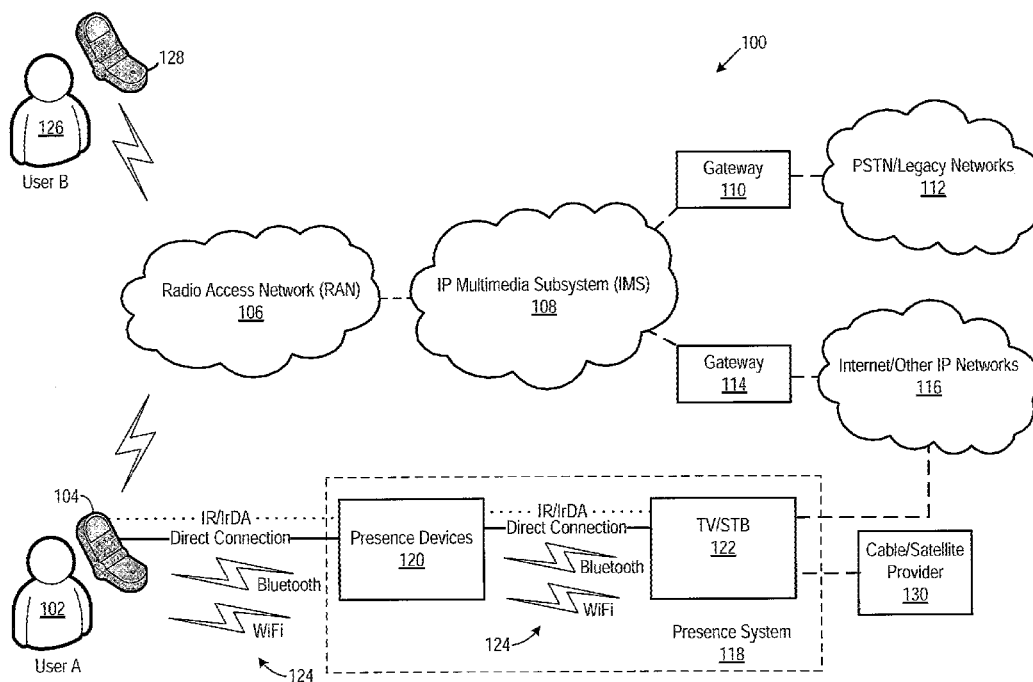 100
128
126
User B
Gateway
110
PSTN/Legacy Networks
112
Radio Access Network (RAN)
106
IP Multimedia Subsystem (IMS)
108
Gateway
114
Internet/Other IP Networks
116
104
102
User A
IR/IrDA
Direct Connection
Bluetooth
WiFi
124
Presence Devices
120
IR/IrDA
Direct Connection
Bluetooth
WiFi
124
TV/STB
122
Presence System
118
Cable/Satellite
Provider
130